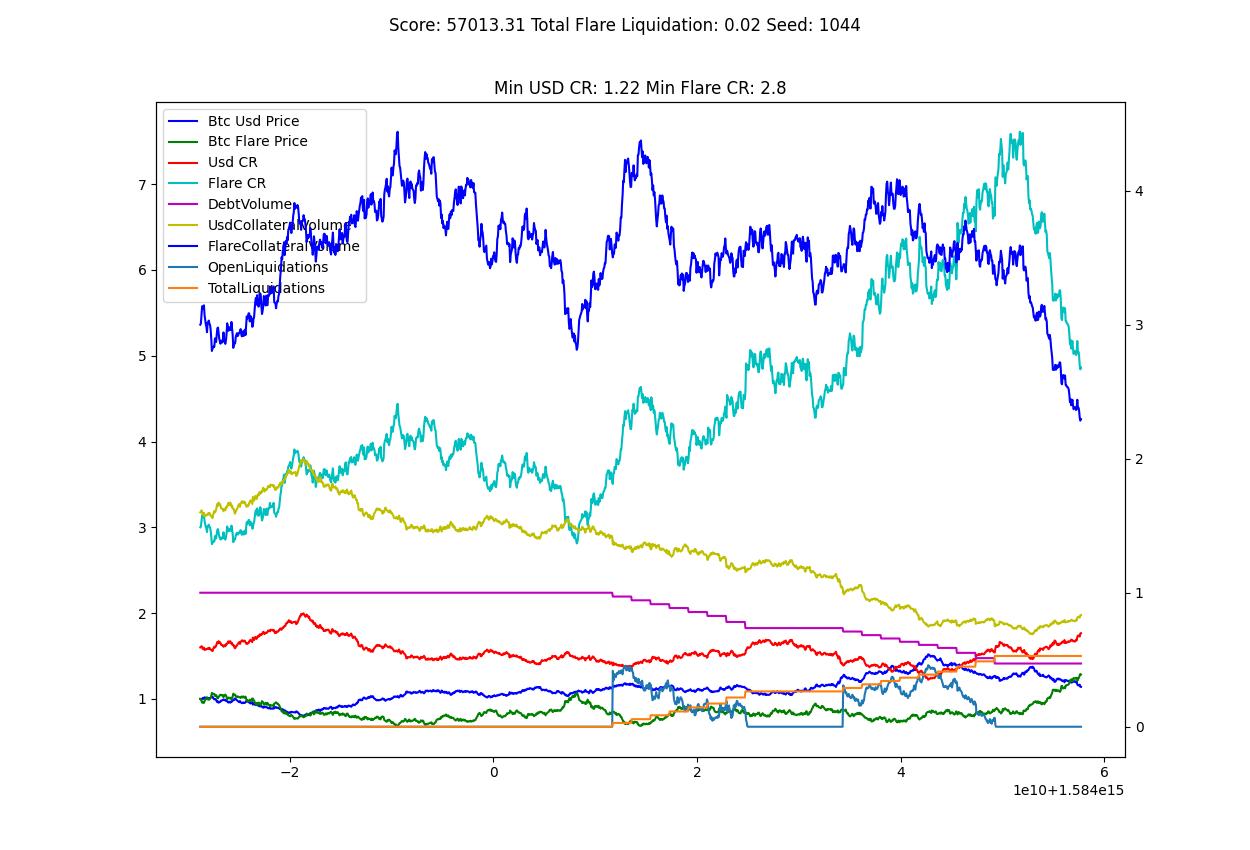 Score: 57013.31 Total Flare Liquidation: 0.02 Seed: 1044
Min USD CR: 1.22 Min Flare CR: 2.8
Btc Usd Price
Btc Flare Price
Usd CR
Flare CR
DebtVolume
UsdCollateralVolume
FlareCollateralVolume
OpenLiquidations
TotalLiquidations
7
6
5
4
3
2
1
4
3
2
1
0
−2
0
2
4
6
1e10+1.584e15